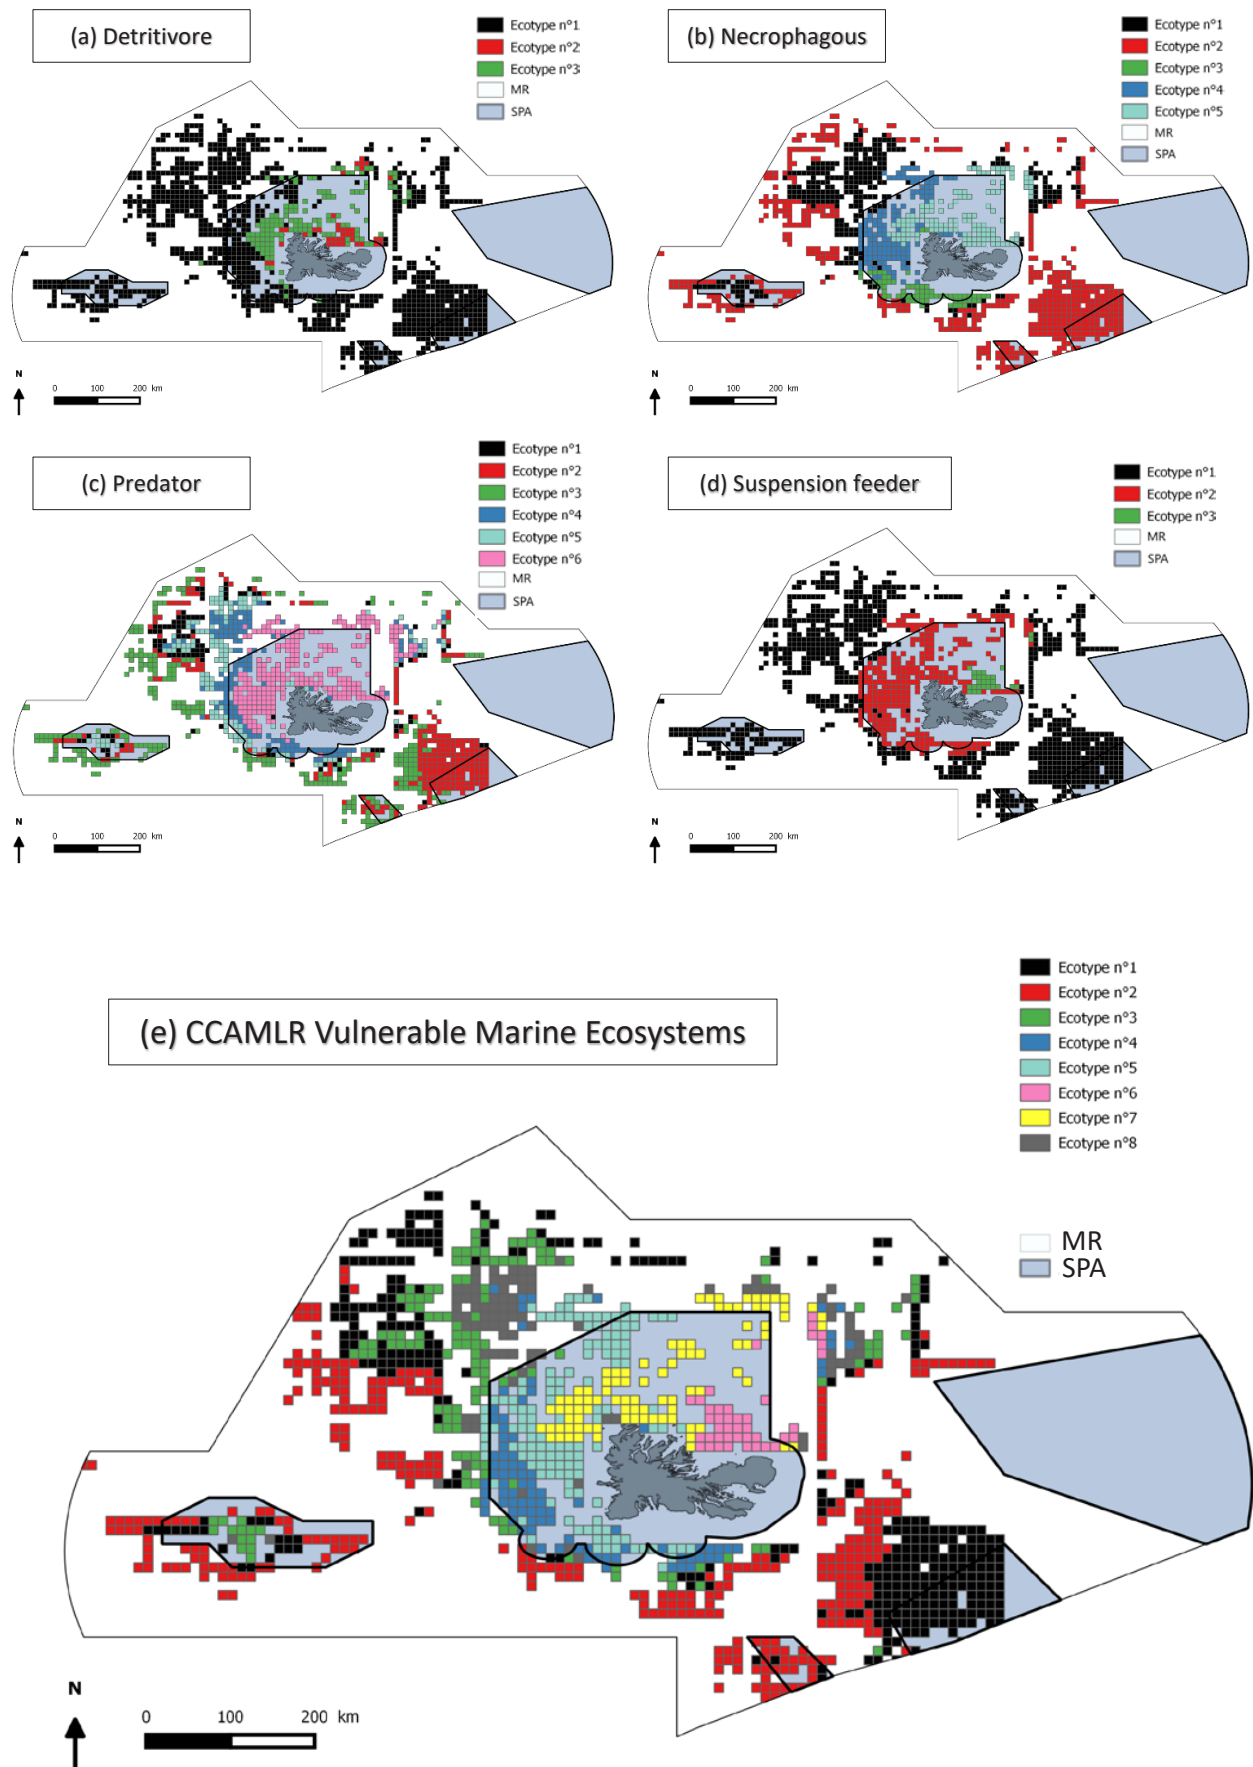 (a) Detritivore
Ecotype n°1
Ecotype n°2
Ecotype n°3
MR
SPA
N
0 100 200 km
(b) Necrophagous
Ecotype n°1
Ecotype n°2
Ecotype n°3
Ecotype n°4
Ecotype n°5
MR
SPA
N
0 100 200 km
(c) Predator
Ecotype n°1
Ecotype n°2
Ecotype n°3
Ecotype n°4
Ecotype n°5
Ecotype n°6
MR
SPA
N
0 100 200 km
(d) Suspension feeder
Ecotype n°1
Ecotype n°2
Ecotype n°3
MR
SPA
N
0 100 200 km
(e) CCAMLR Vulnerable Marine Ecosystems
Ecotype n°1
Ecotype n°2
Ecotype n°3
Ecotype n°4
Ecotype n°5
Ecotype n°6
Ecotype n°7
Ecotype n°8
MR
SPA
N
0 100 200 km